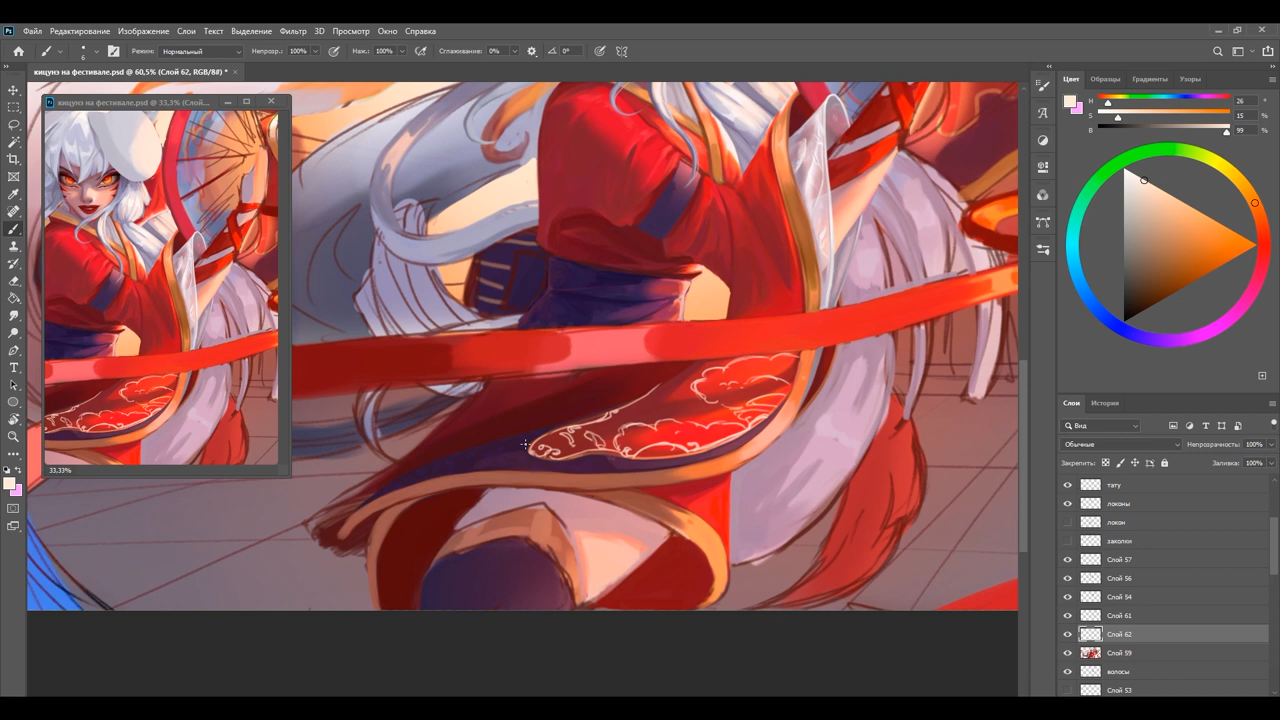 Ps Файл Редактирование Изображение Слои Текст Выделение Фильтр 3D Просмотр Окно Справка
6 Режим: Нормальный Непрозр.: 100% Наж.: 100% Сглаживание: 0% 0°
кицунэ на фестивале.psd @ 60,5% (Слой 62, RGB/8#) * ×
кицунэ на фестивале.psd @ 33,3% (Слой...
33,33%
Цвет Образцы Градиенты Узоры
H 26 °
S 15 %
B 99 %
Слои История
Вид
Обычные Непрозрачность: 100%
Закрепить: Заливка: 100%
тату
локоны
локон
заколки
Слой 57
Слой 56
Слой 54
Слой 61
Слой 62
Слой 59
волосы
Слой 53